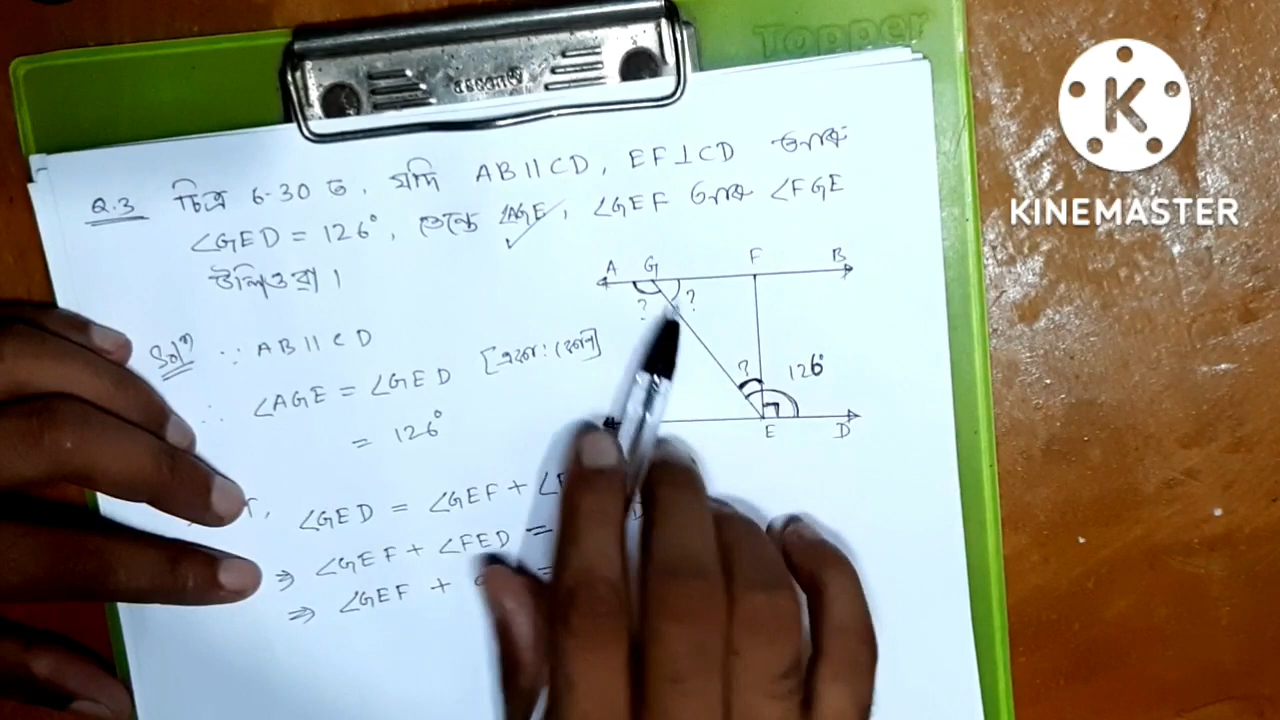 Topper
Q.3 চিত্ৰ 6.30 ত, যদি AB||CD, EF⊥CD আৰু
∠GED = 126°, তেন্তে ∠AGE, ∠GEF আৰু ∠FGE
উলিওৱা।
A G F B
? ?
? 126°
E D
Solⁿ ∵ AB||CD
∴ ∠AGE = ∠GED [একান্তঃ কোণ]
= 126°
∠GED = ∠GEF +
⇒ ∠GEF + ∠FED =
⇒ ∠GEF +
KINEMASTER